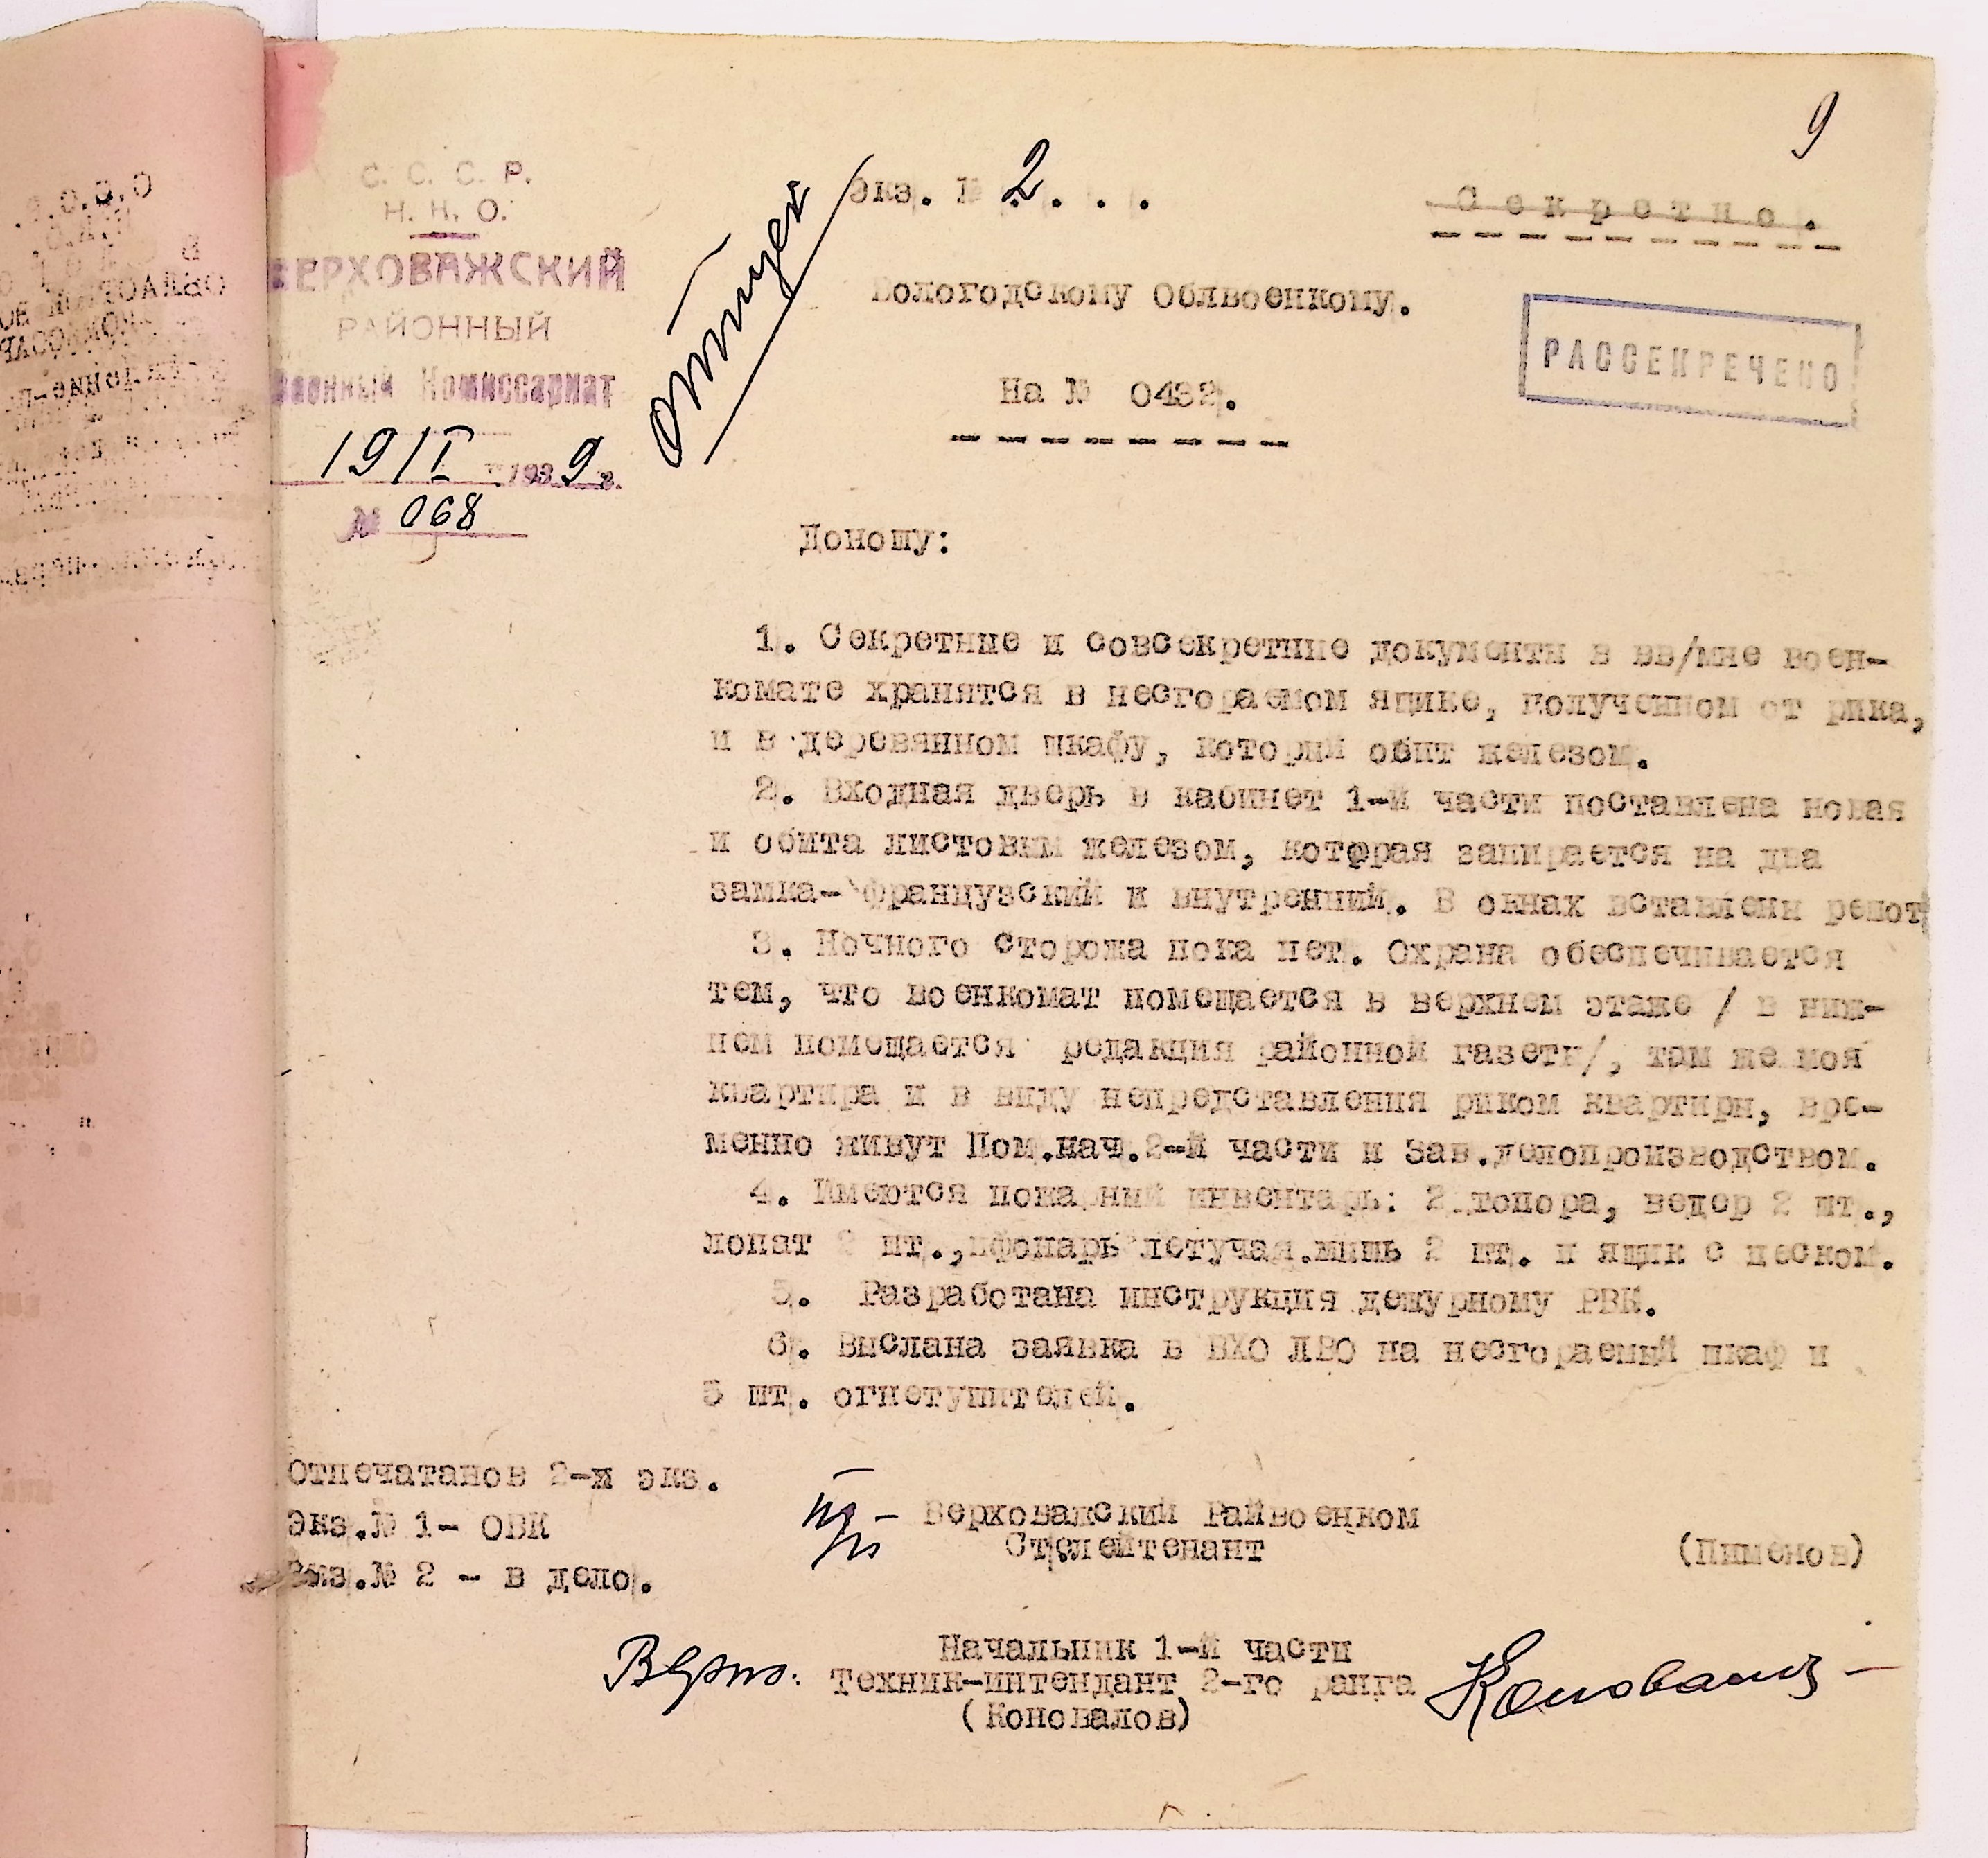 9
С. С. С. Р.
Н. К. О.
ВЕРХОВАЖСКИЙ
РАЙОННЫЙ
Военный Комиссариат
19/I 1939 г.
№ 068
отпуск
Экз. № 2. . .
Секретно.
Вологодскому Облвоенкому.
РАССЕКРЕЧЕНО
На № 0432.
Доношу:
1. Секретные и совсекретные документы в вв/мне воен-
комате хранятся в несгораемом ящике, полученном от рика,
и в деревянном шкафу, который обит железом.
2. Входная дверь в кабинет 1-й части поставлена новая
и обита листовым железом, которая запирается на два
замка- французский и внутренний. В окнах вставлены решот
3. Ночного сторожа пока нет. Охрана обеспечивается
тем, что военкомат помещается в верхнем этаже / в ниж-
нем помещается редакция районной газеты/, там же моя
квартира и в виду непредставления риком квартиры, вре-
менно живут Пом.нач.2-й части и Зав.делопроизводством.
4. Имеются пожарный инвентарь: 2 топора, ведер 2 шт.,
лопат 2 шт., фонарь летучая.мышь 2 шт. и ящик с песком.
5. Разработана инструкция дежурному РВК.
6. Выслана заявка в ВХО ЛВО на несгораемый шкаф и
5 шт. огнетушителей.
Отпечатанов 2-х экз.
Экз.№ 1- ОВК
Экз.№ 2 - в дело.
Верховажский Райвоенком
Ст.лейтенант
(Пименов)
Верно:
Начальник 1-й части
Техник-интендант 2-го ранга
(Коновалов)
Коновалов